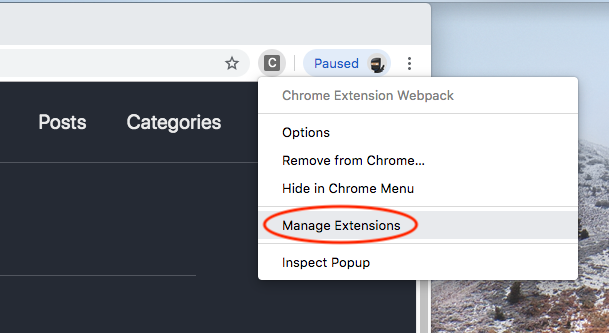 C
Paused
Posts
Categories
Chrome Extension Webpack
Options
Remove from Chrome...
Hide in Chrome Menu
Manage Extensions
Inspect Popup